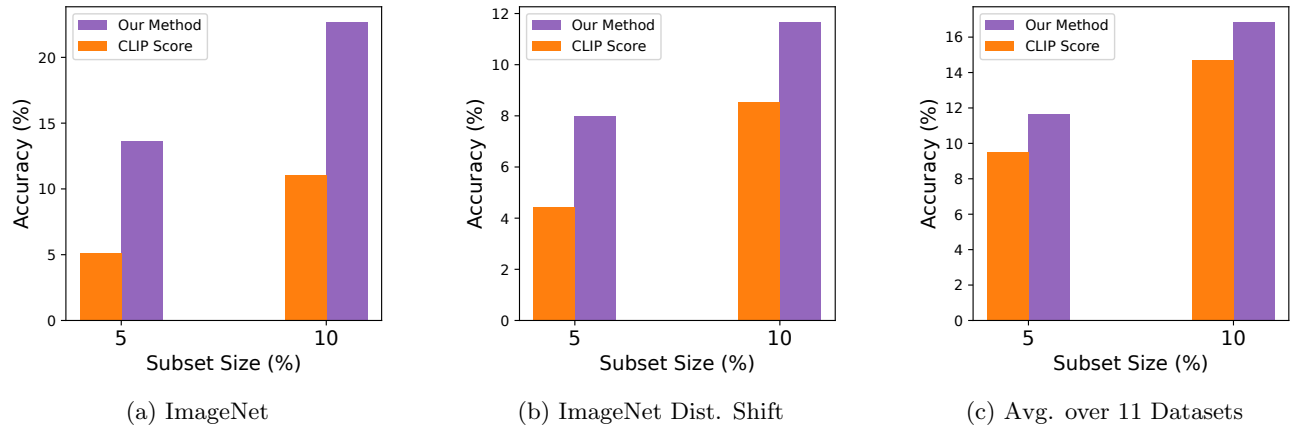 Our Method
CLIP Score
Accuracy (%)
20
15
10
5
0
5
10
Subset Size (%)
(a) ImageNet
Our Method
CLIP Score
Accuracy (%)
12
10
8
6
4
2
0
5
10
Subset Size (%)
(b) ImageNet Dist. Shift
Our Method
CLIP Score
Accuracy (%)
16
14
12
10
8
6
4
2
0
5
10
Subset Size (%)
(c) Avg. over 11 Datasets